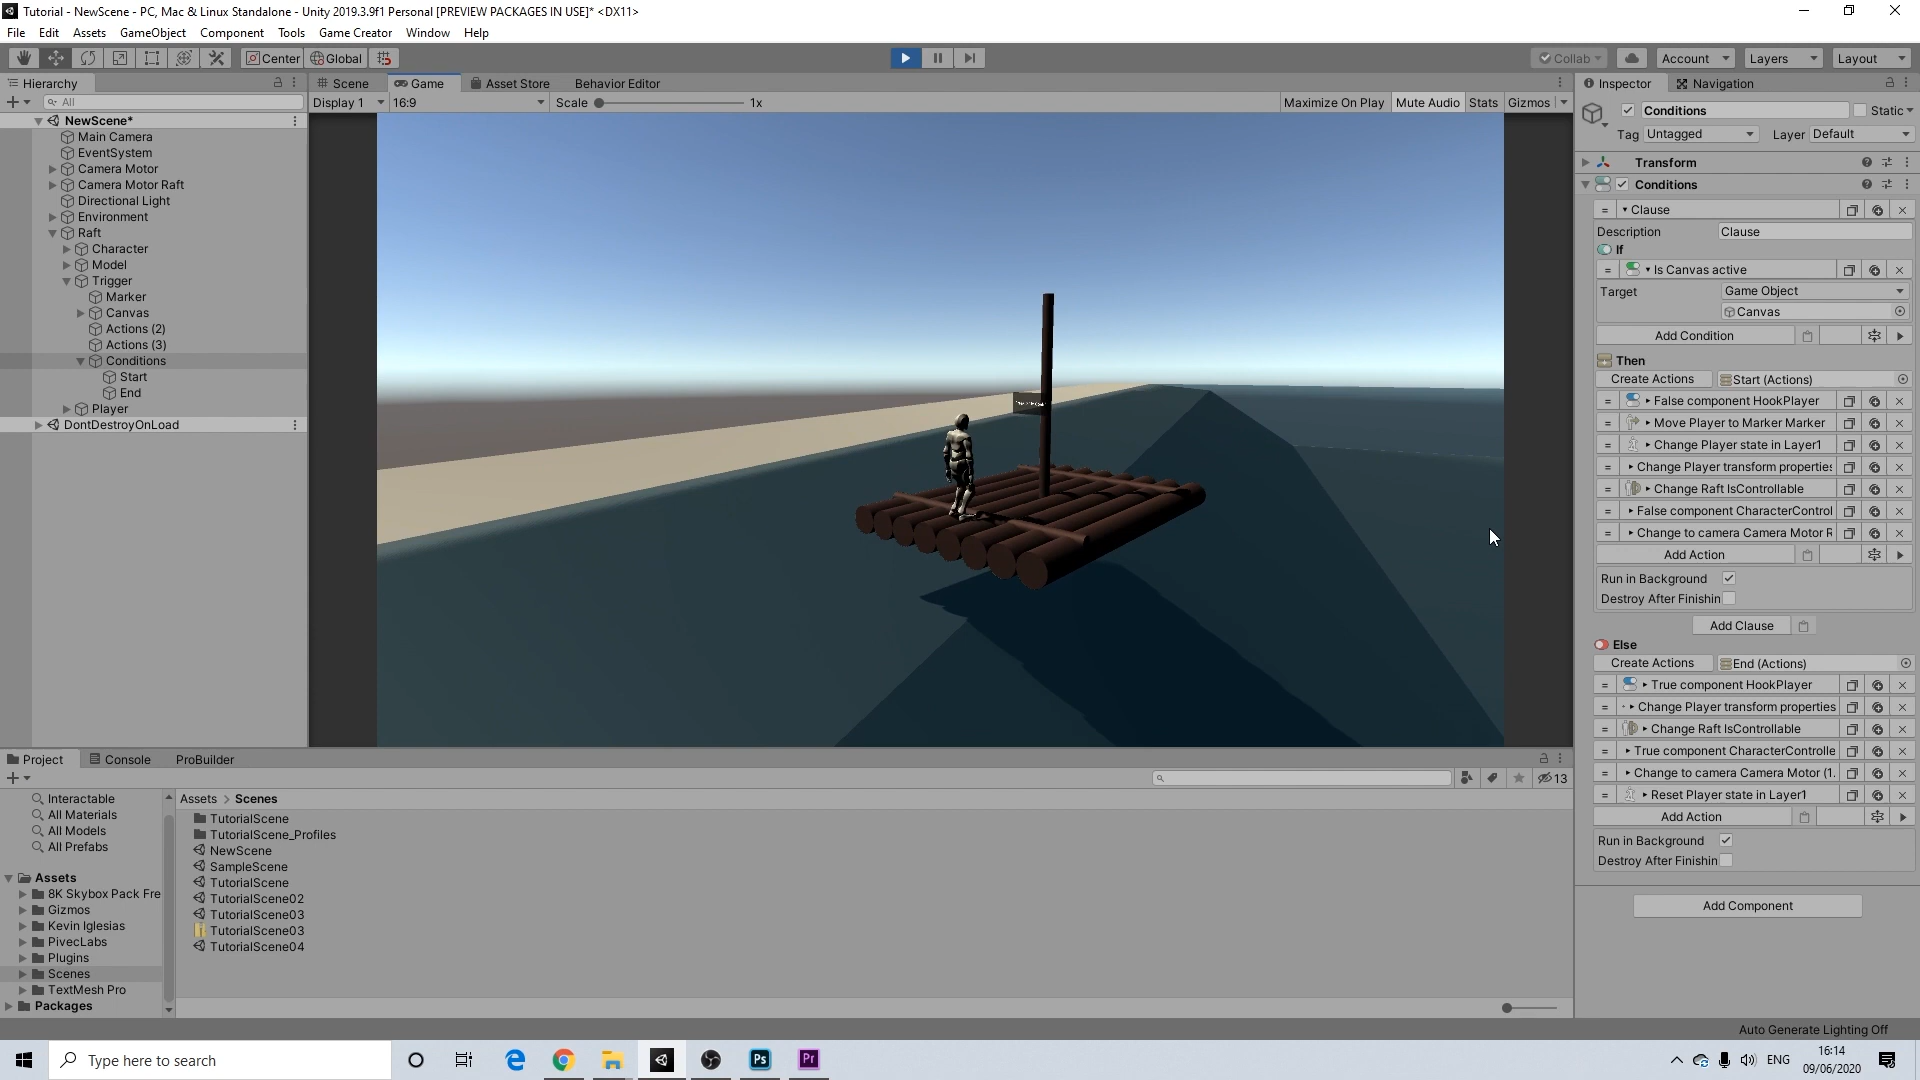 Tutorial - NewScene - PC, Mac & Linux Standalone - Unity 2019.3.9f1 Personal [PREVIEW PACKAGES IN USE]* <DX11>
File Edit Assets GameObject Component Tools Game Creator Window Help
Center Global Collab Account Layers Layout
Hierarchy Scene Game Asset Store Behavior Editor Inspector Navigation
All Display 1 16:9 Scale 1x Maximize On Play Mute Audio Stats Gizmos
NewScene*
Main Camera
EventSystem
Camera Motor
Camera Motor Raft
Directional Light
Environment
Raft
Character
Model
Trigger
Marker
Canvas
Actions (2)
Actions (3)
Conditions
Start
End
Player
DontDestroyOnLoad
Conditions Static
Tag Untagged Layer Default
Transform
Conditions
= Clause
Description Clause
If
= Is Canvas active
Target Game Object
Canvas
Add Condition
Then
Create Actions Start (Actions)
= False component HookPlayer
= Move Player to Marker Marker
= Change Player state in Layer1
= Change Player transform properties
= Change Raft IsControllable
= False component CharacterControl
= Change to camera Camera Motor R
Add Action
Run in Background
Destroy After Finishin
Add Clause
Else
Create Actions End (Actions)
= True component HookPlayer
= Change Player transform properties
= Change Raft IsControllable
= True component CharacterControlle
= Change to camera Camera Motor (1.
= Reset Player state in Layer1
Add Action
Run in Background
Destroy After Finishin
Add Component
Project Console ProBuilder
13
Interactable
All Materials
All Models
All Prefabs
Assets
8K Skybox Pack Fre
Gizmos
Kevin Iglesias
PivecLabs
Plugins
Scenes
TextMesh Pro
Packages
Assets > Scenes
TutorialScene
TutorialScene_Profiles
NewScene
SampleScene
TutorialScene
TutorialScene02
TutorialScene03
TutorialScene03
TutorialScene04
Auto Generate Lighting Off
Type here to search
Ps
Pr
ENG
16:14
09/06/2020